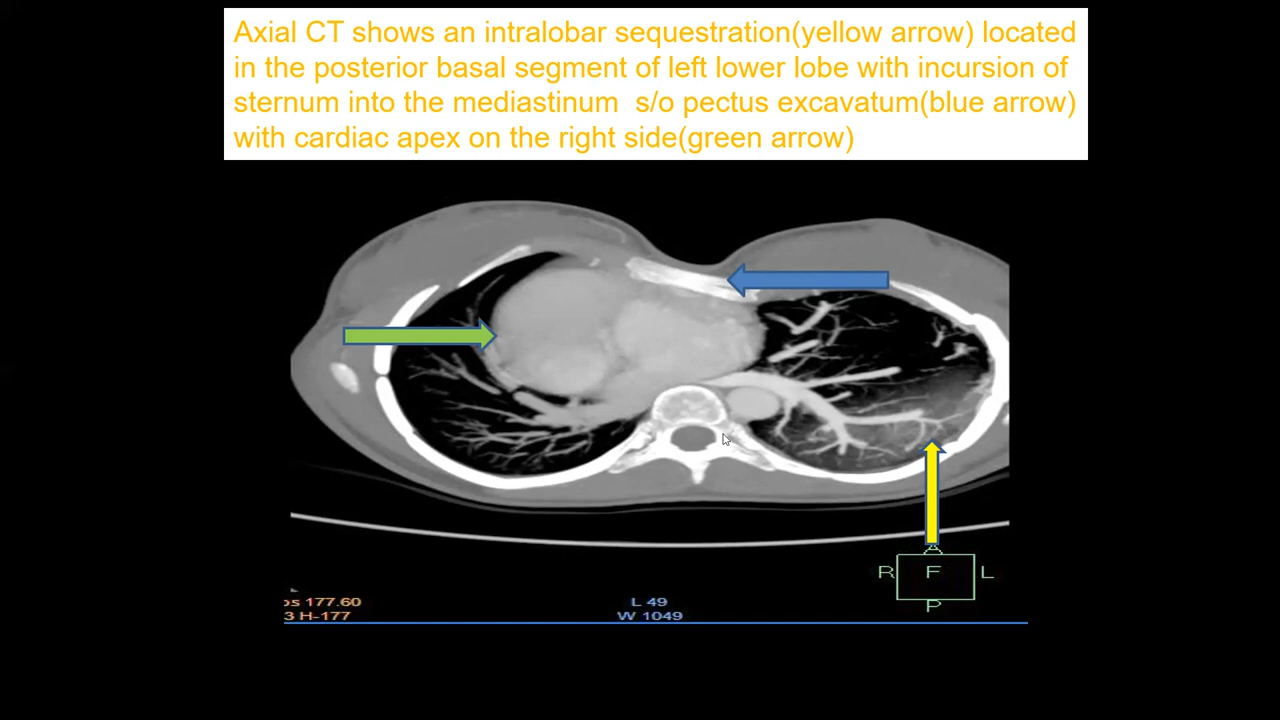 Axial CT shows an intralobar sequestration(yellow arrow) located
in the posterior basal segment of left lower lobe with incursion of
sternum into the mediastinum s/o pectus excavatum(blue arrow)
with cardiac apex on the right side(green arrow)
A
R F L
P
177.60
L 49
3 H-177
W 1049